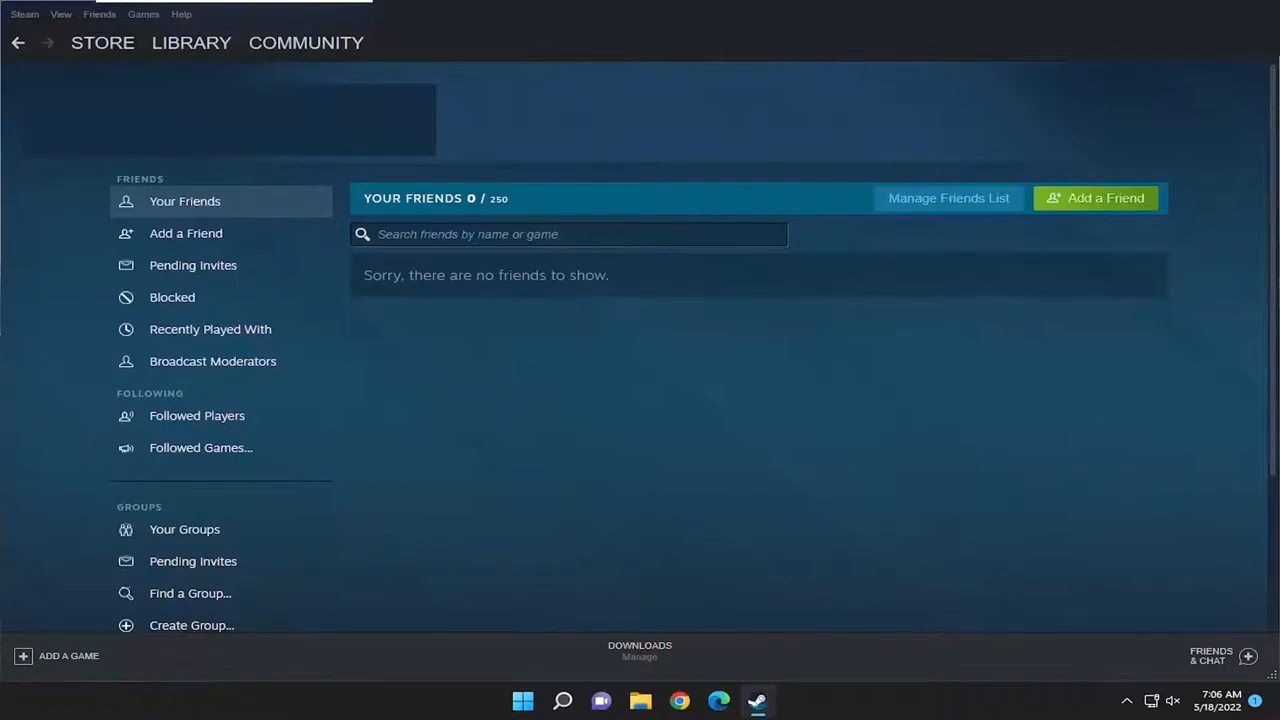 Steam View Friends Games Help
STORE LIBRARY COMMUNITY
FRIENDS
Your Friends
Add a Friend
Pending Invites
Blocked
Recently Played With
Broadcast Moderators
FOLLOWING
Followed Players
Followed Games...
GROUPS
Your Groups
Pending Invites
Find a Group...
Create Group...
YOUR FRIENDS 0 / 250
Manage Friends List
Add a Friend
Search friends by name or game
Sorry, there are no friends to show.
ADD A GAME
DOWNLOADS
Manage
FRIENDS
& CHAT
7:06 AM
5/18/2022
1